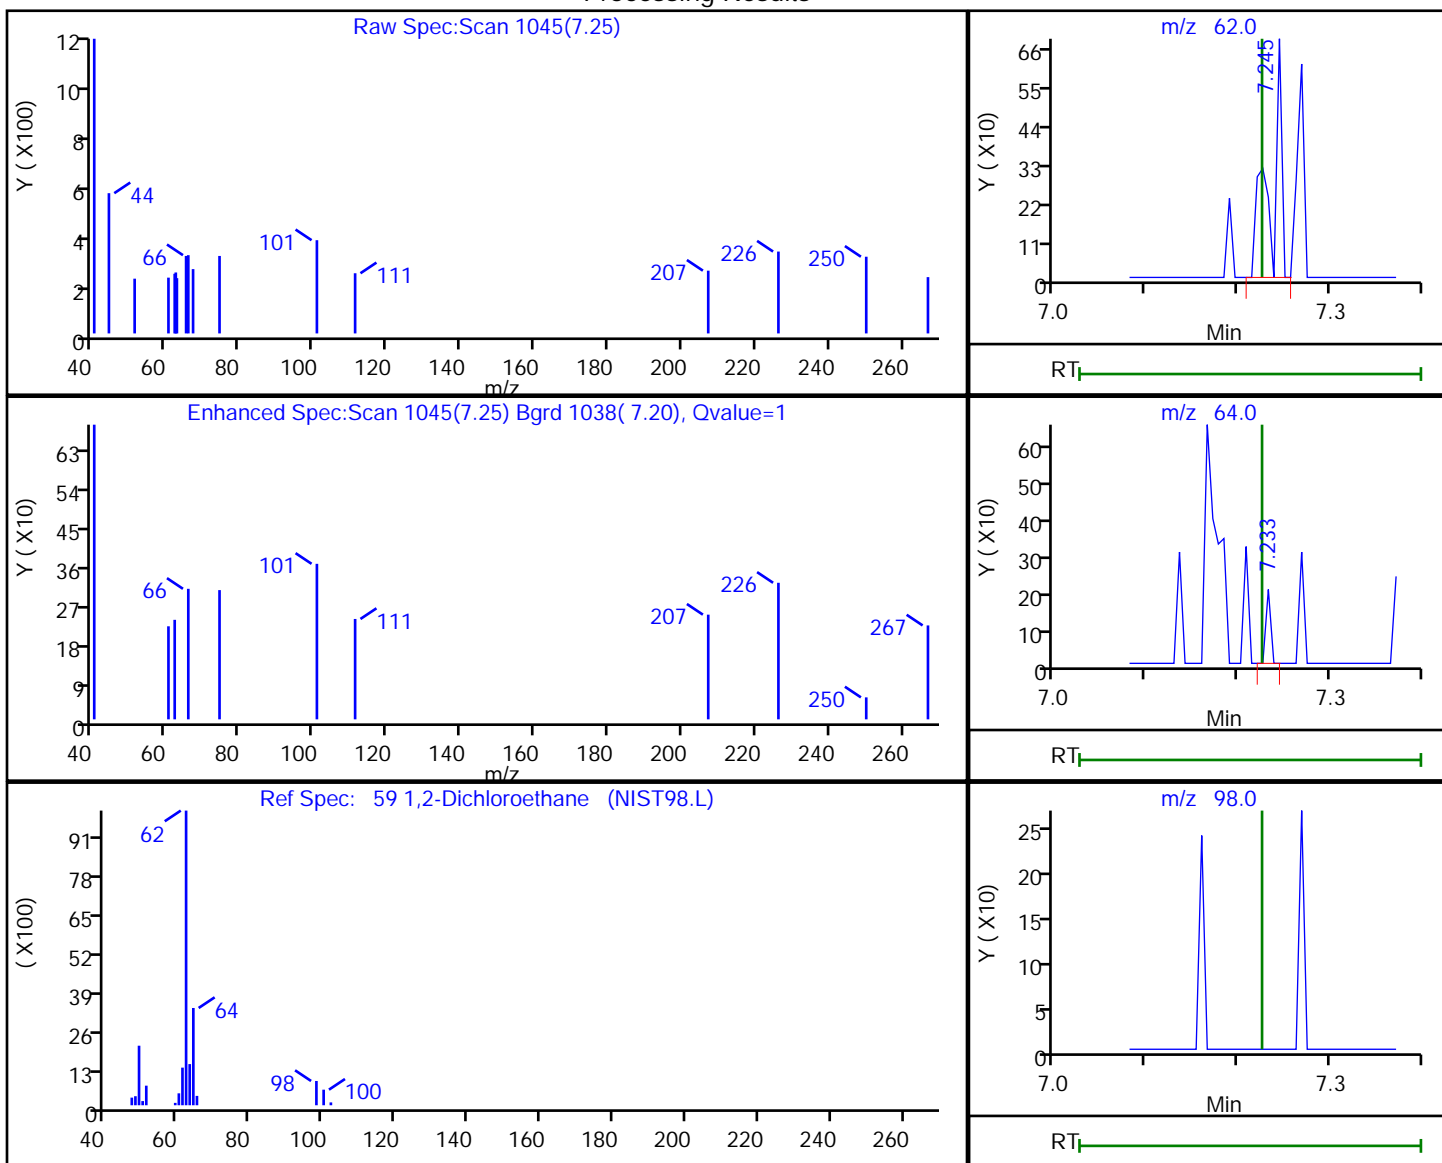 Processing Results
Raw Spec:Scan 1045(7.25)
Y ( X100)
12
10
8
6
4
2
0
44
66
101
111
207
226
250
40 60 80 100 120 140 160 180 200 220 240 260
m/z
m/z 62.0
Y ( X10)
66
55
44
33
22
11
0
7.245
7.0 7.3
Min
RT
Enhanced Spec:Scan 1045(7.25) Bgrd 1038( 7.20), Qvalue=1
Y ( X10)
63
54
45
36
27
18
9
0
66
101
111
207
226
250
267
40 60 80 100 120 140 160 180 200 220 240 260
m/z
m/z 64.0
Y ( X10)
60
50
40
30
20
10
0
7.233
7.0 7.3
Min
RT
Ref Spec: 59 1,2-Dichloroethane (NIST98.L)
( X100)
91
78
65
52
39
26
13
0
62
64
98
100
40 60 80 100 120 140 160 180 200 220 240 260
m/z 98.0
Y ( X10)
25
20
15
10
5
0
7.0 7.3
Min
RT